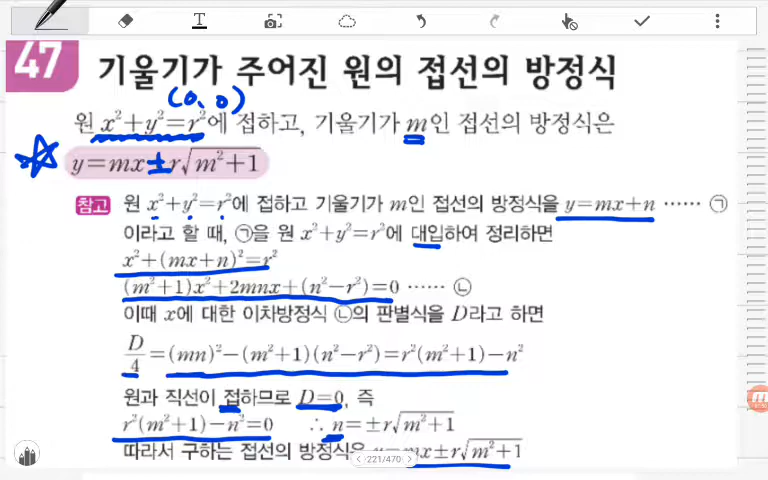 47 기울기가 주어진 원의 접선의 방정식
(0, 0)
원 x²+y²=r²에 접하고, 기울기가 m인 접선의 방정식은
y=mx±r√m²+1
참고 원 x²+y²=r²에 접하고 기울기가 m인 접선의 방정식을 y=mx+n …… ㉠
이라고 할 때, ㉠을 원 x²+y²=r²에 대입하여 정리하면
x²+(mx+n)²=r²
(m²+1)x²+2mnx+(n²−r²)=0 …… ㉡
이때 x에 대한 이차방정식 ㉡의 판별식을 D라고 하면
D/4=(mn)²−(m²+1)(n²−r²)=r²(m²+1)−n²
원과 직선이 접하므로 D=0, 즉
r²(m²+1)−n²=0 ∴ n=±r√m²+1
따라서 구하는 접선의 방정식은 y=mx±r√m²+1
221/470